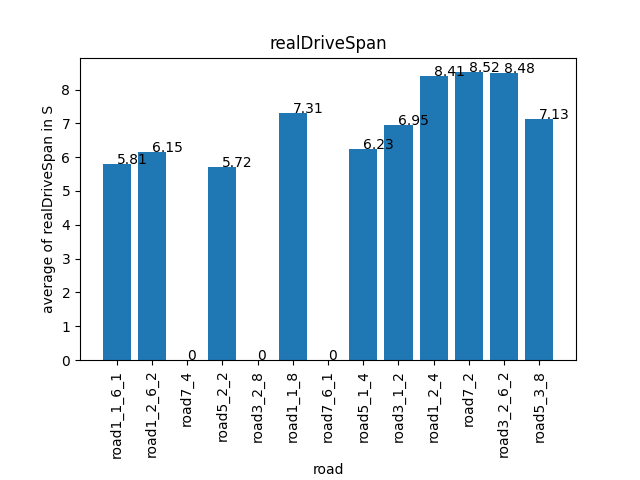 realDriveSpan
average of realDriveSpan in S
8
7
6
5
4
3
2
1
0
5.81
6.15
0
5.72
0
7.31
0
6.23
6.95
8.41
8.52
8.48
7.13
road1_1_6_1
road1_2_6_2
road7_4
road5_2_2
road3_2_8
road1_1_8
road7_6_1
road5_1_4
road3_1_2
road1_2_4
road7_2
road3_2_6_2
road5_3_8
road